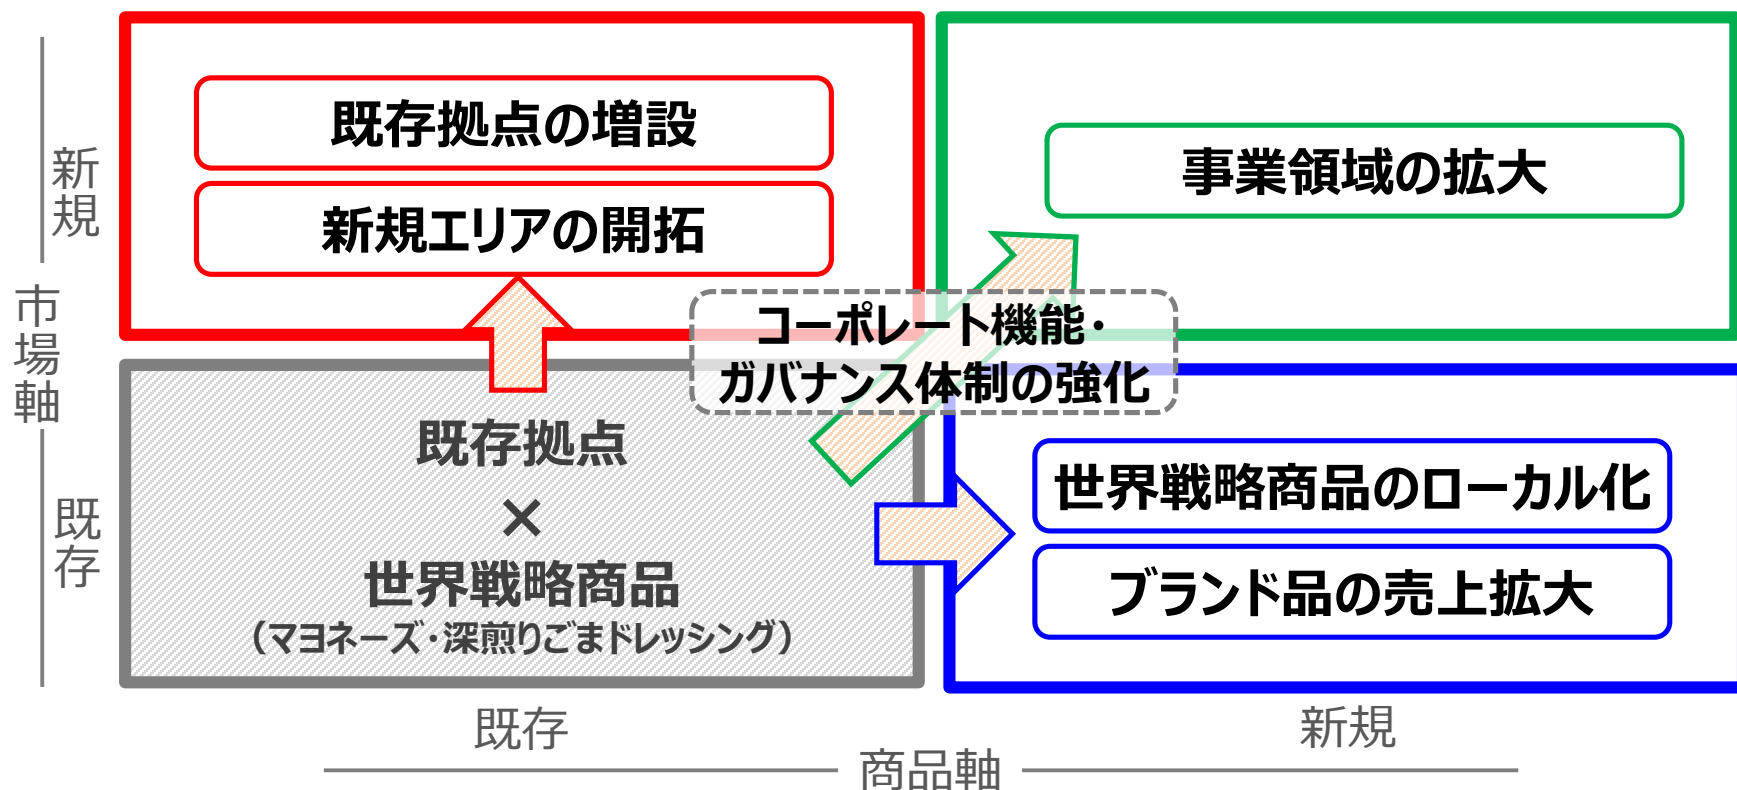 既存拠点の増設
新規エリアの開拓
事業領域の拡大
コーポレート機能・
ガバナンス体制の強化
既存拠点
×
世界戦略商品
（マヨネーズ・深煎りごまドレッシング）
世界戦略商品のローカル化
ブランド品の売上拡大
新規
市場軸
既存
既存
新規
商品軸